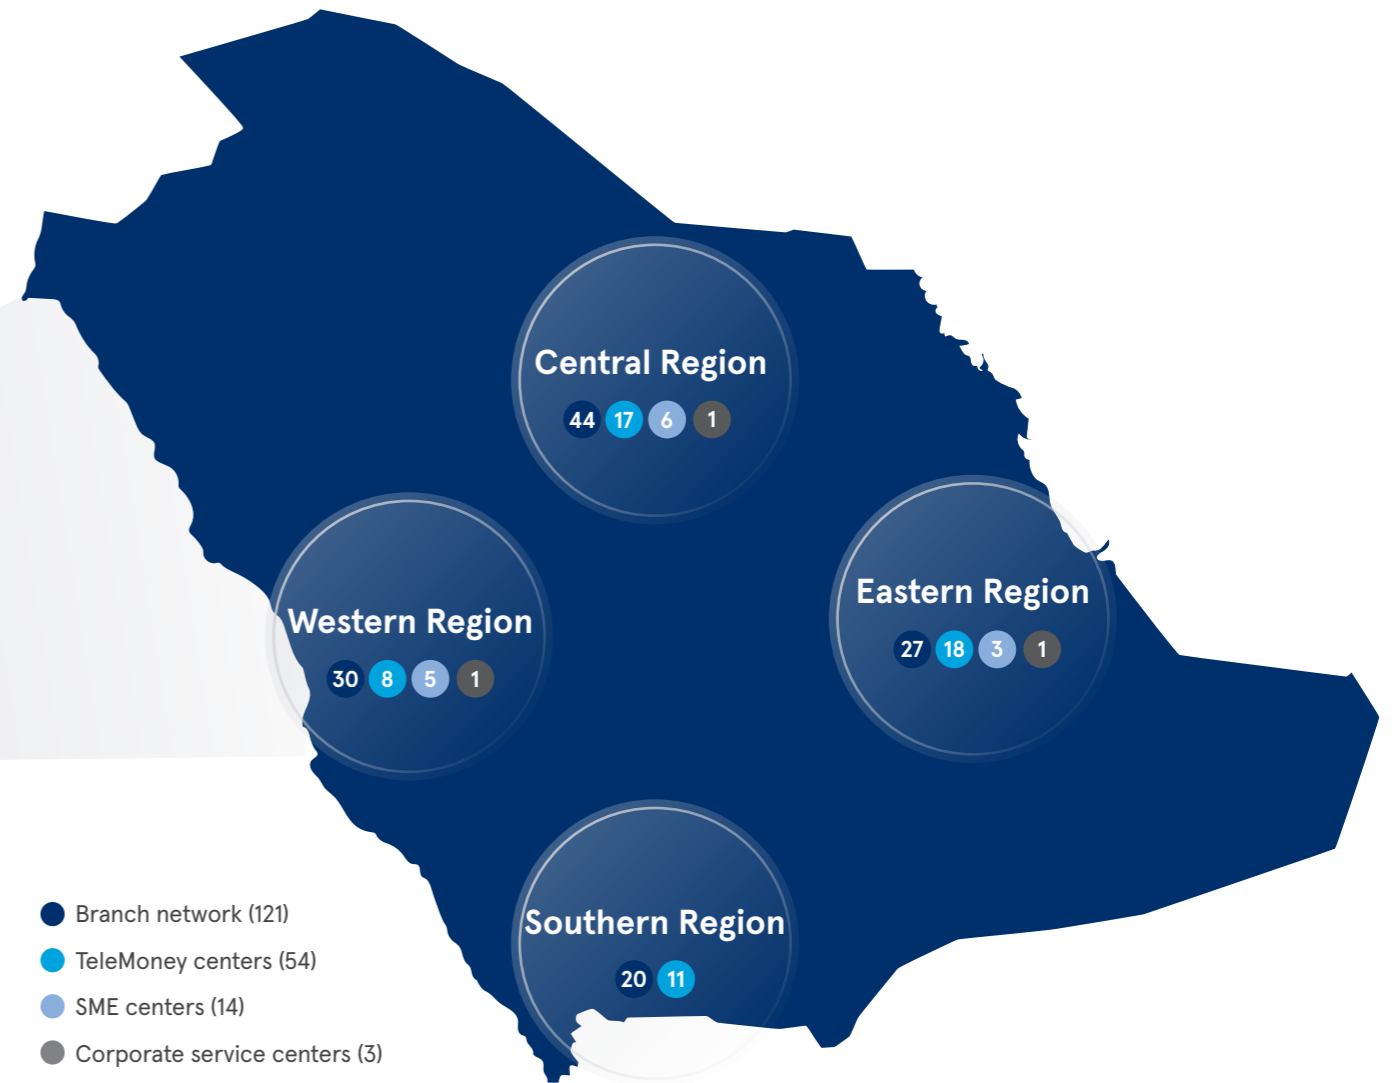 Central Region
44 17 6 1
Eastern Region
27 18 3 1
Western Region
30 8 5 1
Southern Region
20 11
Branch network (121)
TeleMoney centers (54)
SME centers (14)
Corporate service centers (3)